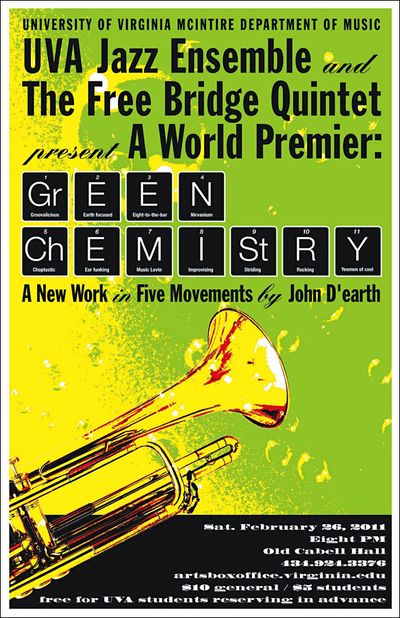 UNIVERSITY OF VIRGINIA MCINTIRE DEPARTMENT OF MUSIC
UVA Jazz Ensemble and
The Free Bridge Quintet
present A World Premier:
1 2 3 4
Gr E E N
Groovalicious Earth focused Eight-to-the-bar Nirvanium
5 6 7 8 9 10 11
Ch E M I St R Y
Choptastic Ear funking Music Lovin Improvising Striding Rocking Yeomen of cool
A New Work in Five Movements by John D'earth
Sat. February 26, 2011
Eight PM
Old Cabell Hall
434.924.3376
artsboxoffice.virginia.edu
$10 general / $5 students
free for UVA students reserving in advance